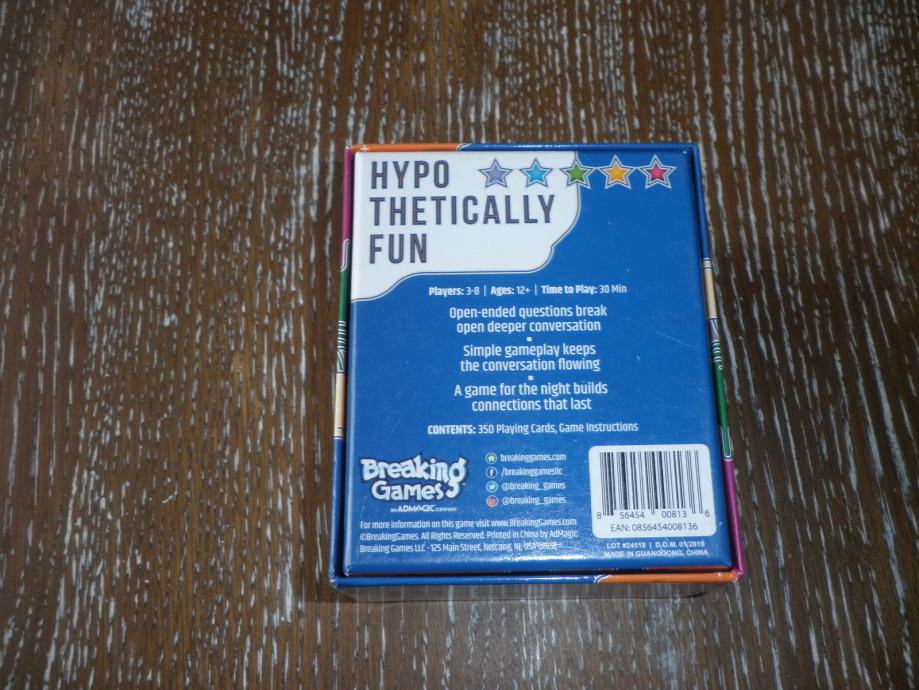 HYPO
THETICALLY
FUN
Players: 3-8 | Ages: 12+ | Time to Play: 30 Min
Open-ended questions break
open deeper conversation
Simple gameplay keeps
the conversation flowing
A game for the night builds
connections that last
CONTENTS: 350 Playing Cards, Game Instructions
Breaking
Games
AN ADMAGIC COMPANY
breakinggames.com
/breakinggamesllc
@breaking_games
@breaking_games
For more information on this game visit www.BreakingGames.com
©BreakingGames. All Rights Reserved. Printed in China by AdMagic.
Breaking Games LLC - 125 Main Street, Netcong, NJ, USA
8 56454 00813 6
EAN: 0856454008136
LOT #24518 | D.O.M. 01/2019
MADE IN GUANGDONG, CHINA